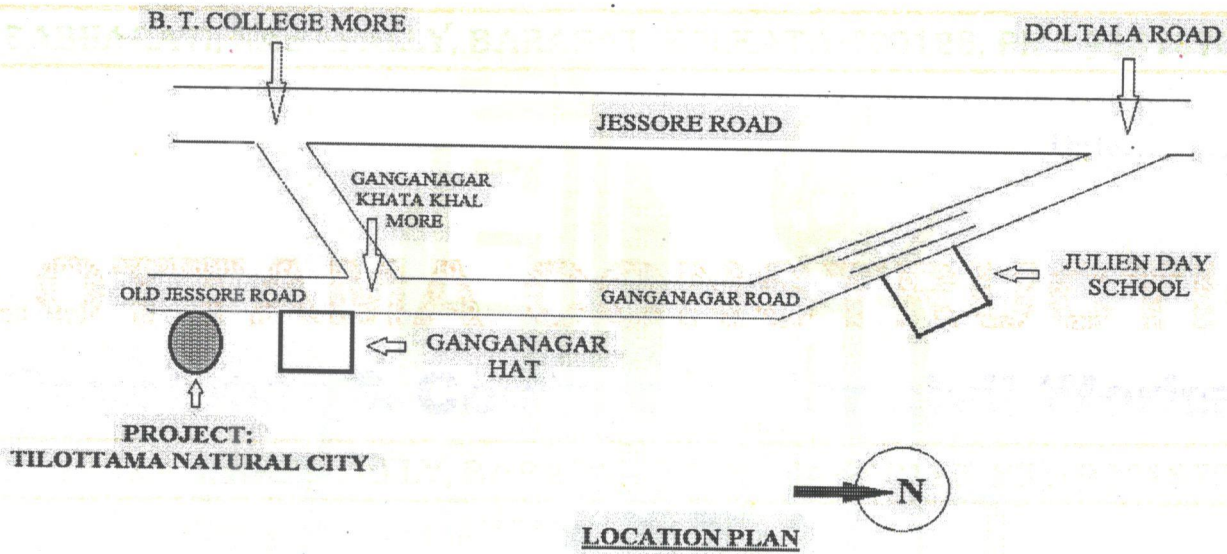 B. T. COLLEGE MORE
DOLTALA ROAD
JESSORE ROAD
GANGANAGAR
KHATA KHAL
MORE
OLD JESSORE ROAD
GANGANAGAR ROAD
JULIEN DAY
SCHOOL
GANGANAGAR
HAT
PROJECT:
TILOTTAMA NATURAL CITY
N
LOCATION PLAN